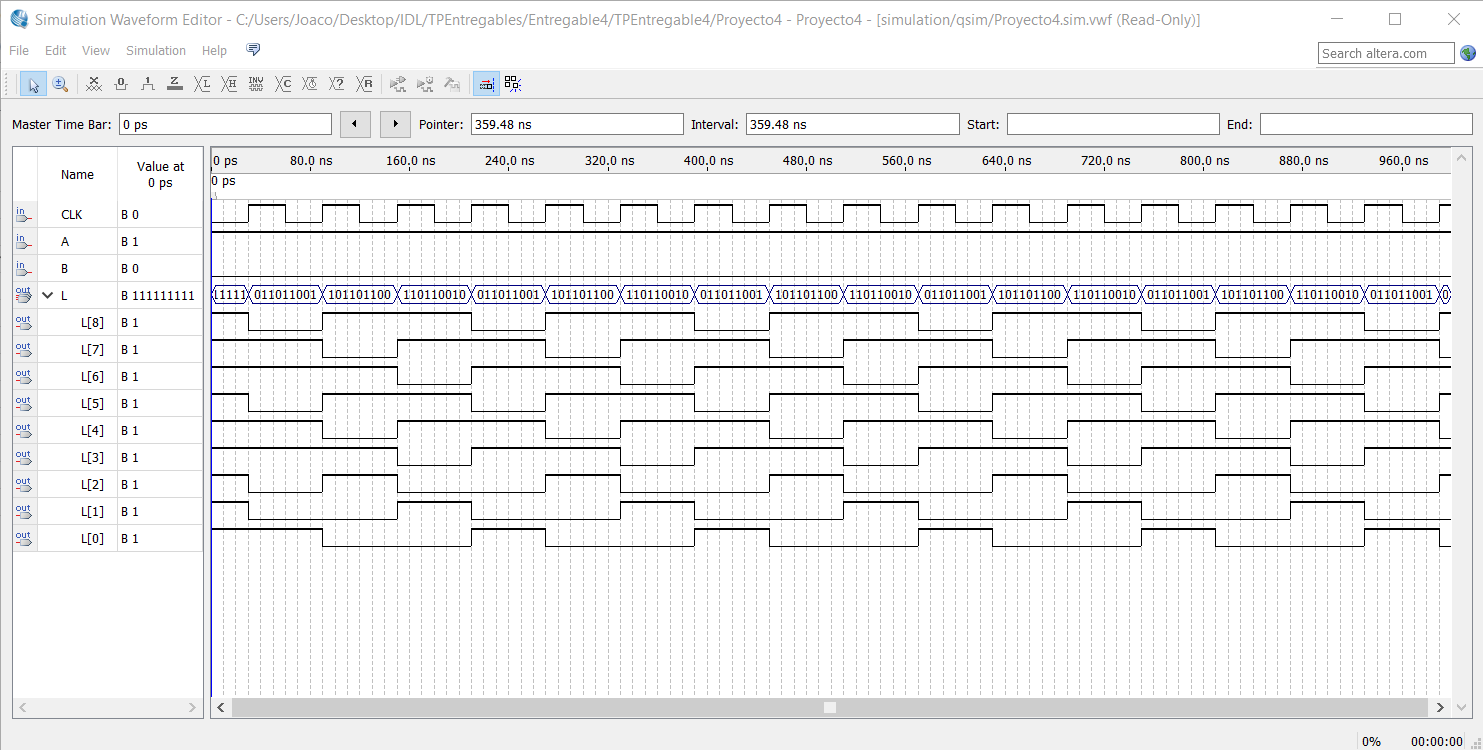 Simulation Waveform Editor - C:/Users/Joaco/Desktop/IDL/TPEntregables/Entregable4/TPEntregable4/Proyecto4 - Proyecto4 - [simulation/qsim/Proyecto4.sim.vwf (Read-Only)]
File Edit View Simulation Help
Search altera.com
Master Time Bar: 0 ps Pointer: 359.48 ns Interval: 359.48 ns Start: End:
Name Value at 0 ps
0 ps 80.0 ns 160.0 ns 240.0 ns 320.0 ns 400.0 ns 480.0 ns 560.0 ns 640.0 ns 720.0 ns 800.0 ns 880.0 ns 960.0 ns
0 ps
in CLK B 0
in A B 1
in B B 0
out L B 111111111 11111 011011001 101101100 110110010 011011001 101101100 110110010 011011001 101101100 110110010 011011001 101101100 110110010 011011001 101101100 110110010 011011001 0
out L[8] B 1
out L[7] B 1
out L[6] B 1
out L[5] B 1
out L[4] B 1
out L[3] B 1
out L[2] B 1
out L[1] B 1
out L[0] B 1
0% 00:00:00